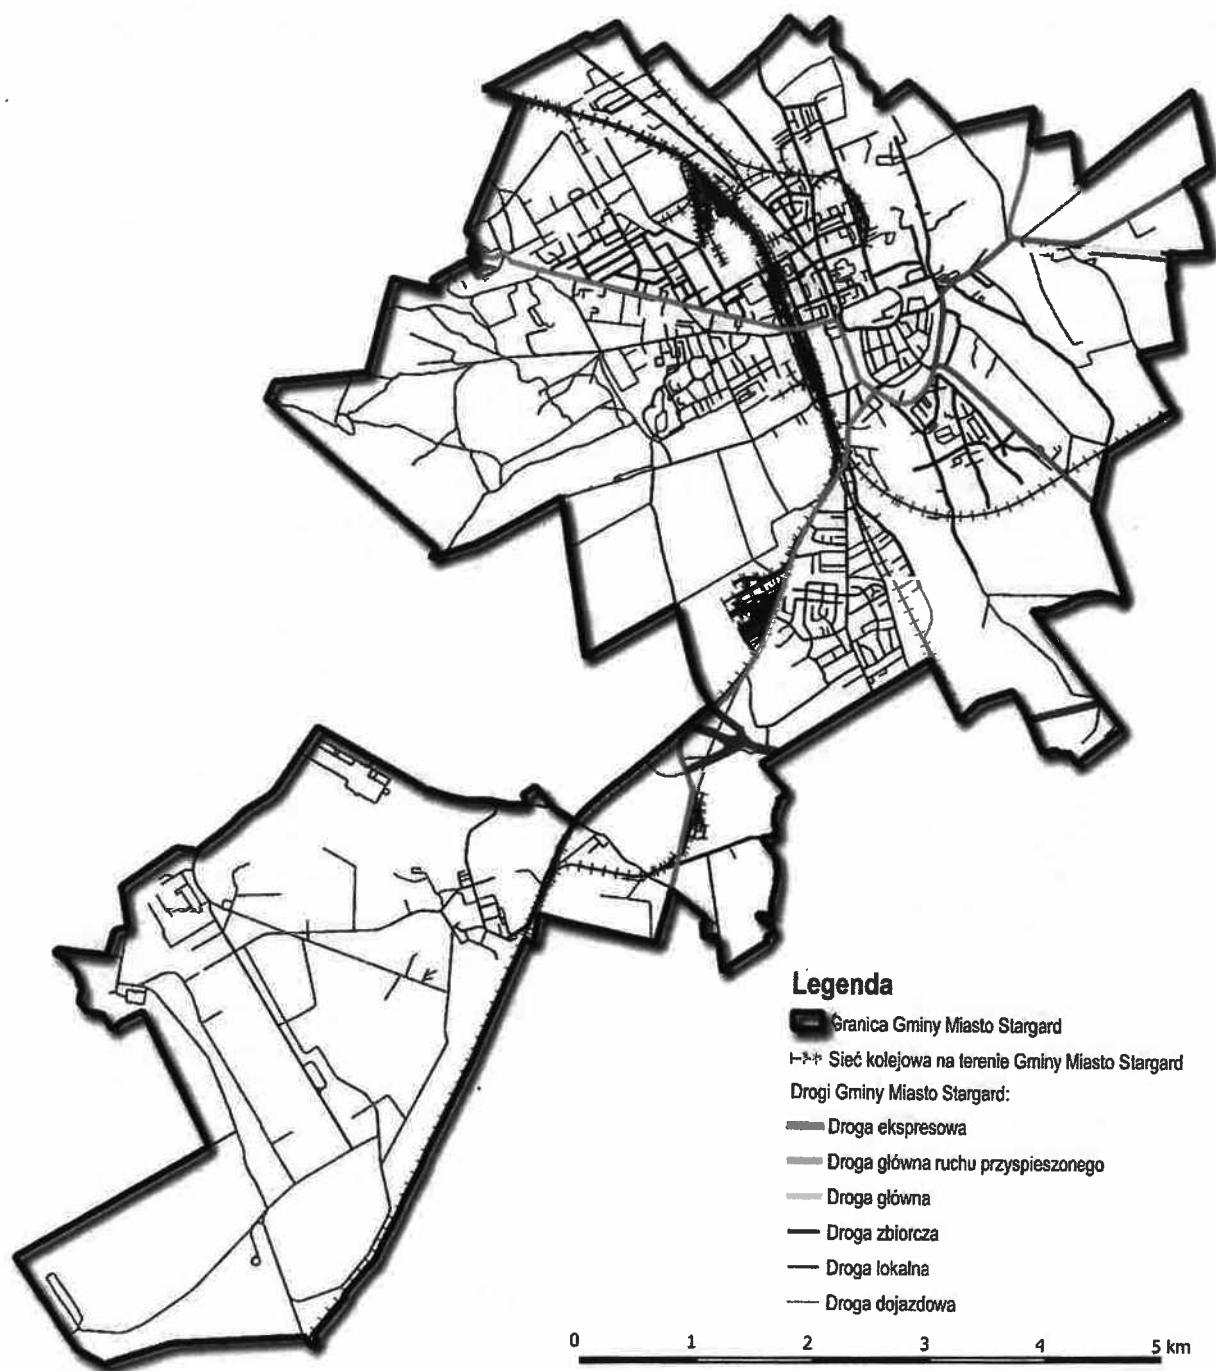 Legenda
Granica Gminy Miasto Stargard
Sieć kolejowa na terenie Gminy Miasto Stargard
Drogi Gminy Miasto Stargard:
Droga ekspresowa
Droga główna ruchu przyspieszonego
Droga główna
Droga zbiorcza
Droga lokalna
Droga dojazdowa
0 1 2 3 4 5 km